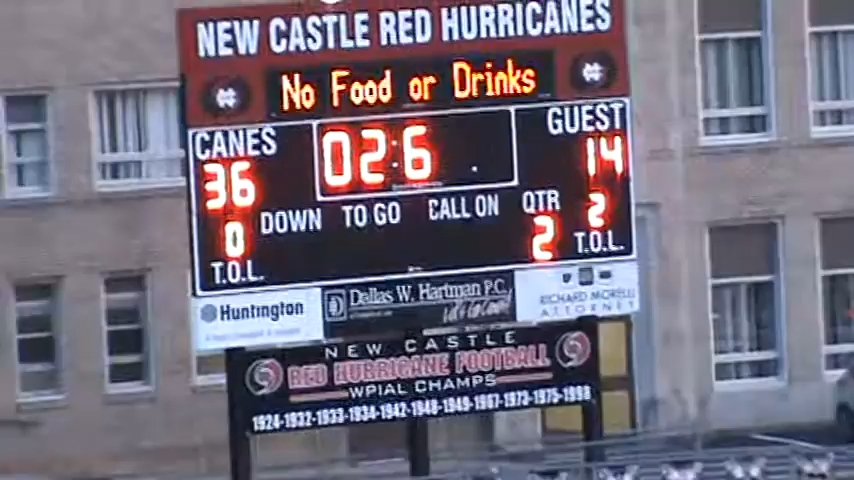 NEW CASTLE RED HURRICANES
No Food or Drinks
CANES
GUEST
36
02:6
14
DOWN TO GO CALL ON QTR
0
2
2
T.O.L.
T.O.L.
Huntington
Dallas W. Hartman P.C.
RICHARD MORELLI
ATTORNEY
NEW CASTLE
RED HURRICANE FOOTBALL
WPIAL CHAMPS
1924-1932-1933-1934-1942-1948-1949-1967-1973-1975-1998